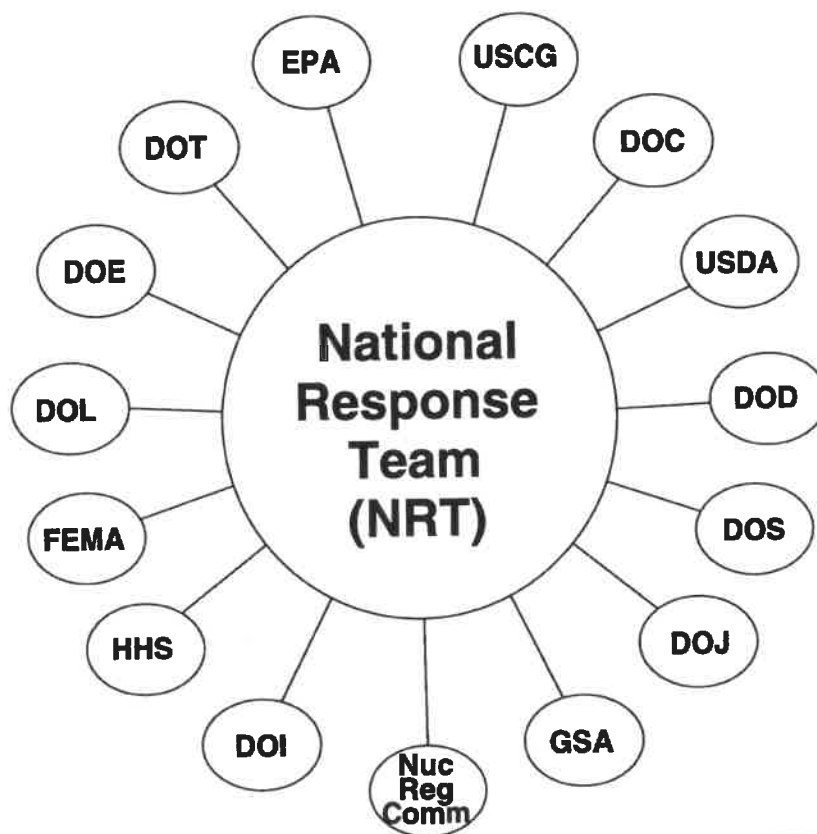 EPA
USCG
DOT
DOC
DOE
USDA
National
Response
Team
(NRT)
DOL
DOD
FEMA
DOS
HHS
DOJ
DOI
GSA
Nuc
Reg
Comm